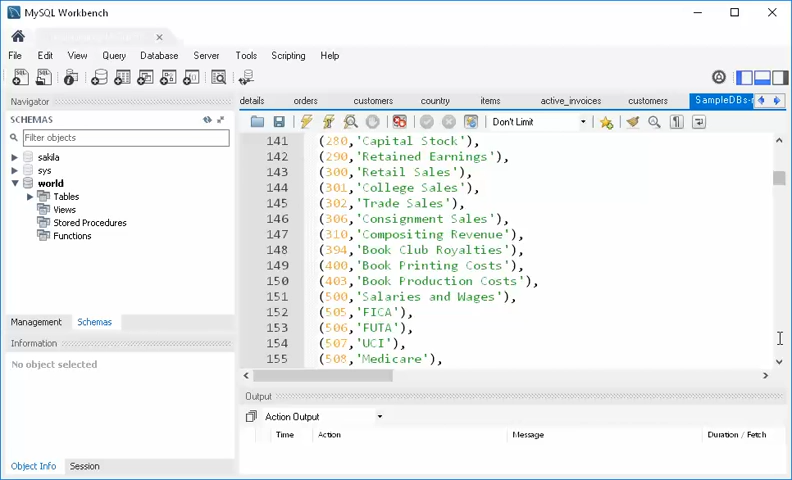 MySQL Workbench
File Edit View Query Database Server Tools Scripting Help
Navigator
SCHEMAS
Filter objects
sakila
sys
world
Tables
Views
Stored Procedures
Functions
Management Schemas
Information
No object selected
Object Info Session
details orders customers country items active_invoices customers SampleDBs-
Don't Limit
141 (280,'Capital Stock'),
142 (290,'Retained Earnings'),
143 (300,'Retail Sales'),
144 (301,'College Sales'),
145 (302,'Trade Sales'),
146 (306,'Consignment Sales'),
147 (310,'Compositing Revenue'),
148 (394,'Book Club Royalties'),
149 (400,'Book Printing Costs'),
150 (403,'Book Production Costs'),
151 (500,'Salaries and Wages'),
152 (505,'FICA'),
153 (506,'FUTA'),
154 (507,'UCI'),
155 (508,'Medicare'),
Output
Action Output
Time Action Message Duration / Fetch